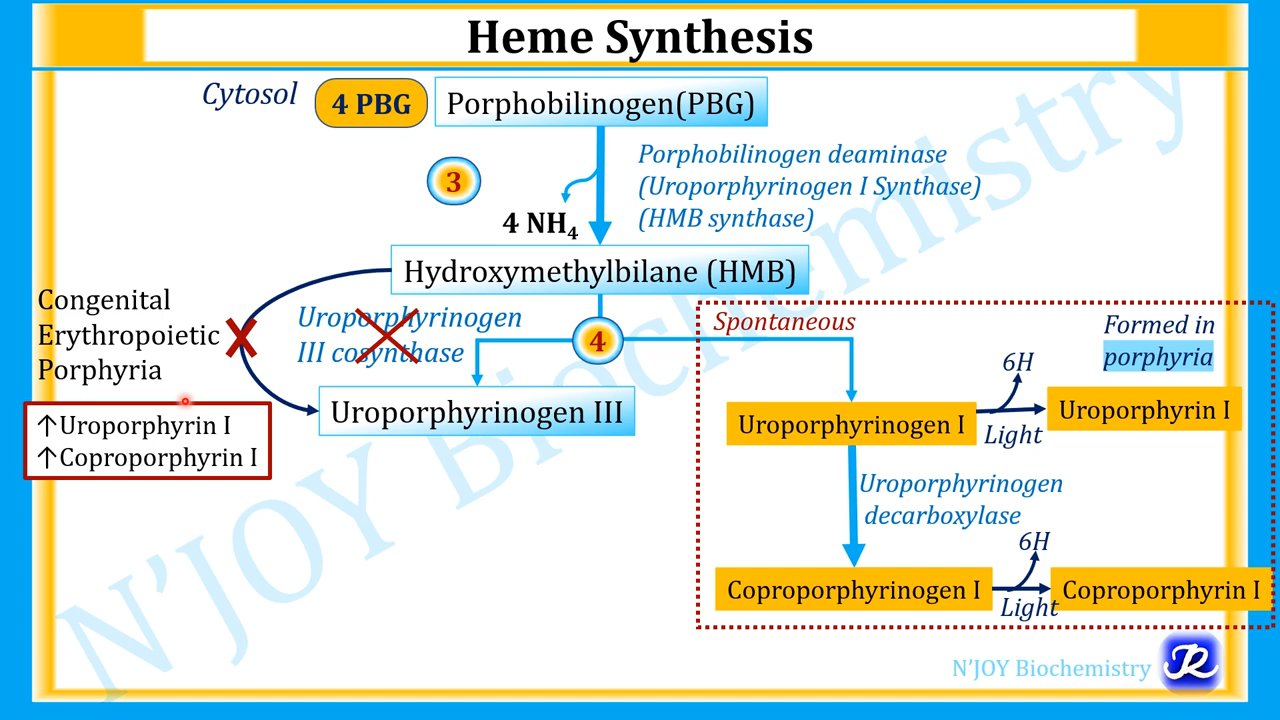 Heme Synthesis
Cytosol
4 PBG
Porphobilinogen(PBG)
3
Porphobilinogen deaminase
(Uroporphyrinogen I Synthase)
(HMB synthase)
4 NH4
Hydroxymethylbilane (HMB)
Congenital
Erythropoietic
Porphyria
Uroporphyrinogen
III cosynthase
4
Spontaneous
Formed in
porphyria
↑Uroporphyrin I
↑Coproporphyrin I
Uroporphyrinogen III
Uroporphyrinogen I
6H
Light
Uroporphyrin I
Uroporphyrinogen
decarboxylase
Coproporphyrinogen I
6H
Light
Coproporphyrin I
N'JOY Biochemistry
N'JOY Biochemistry